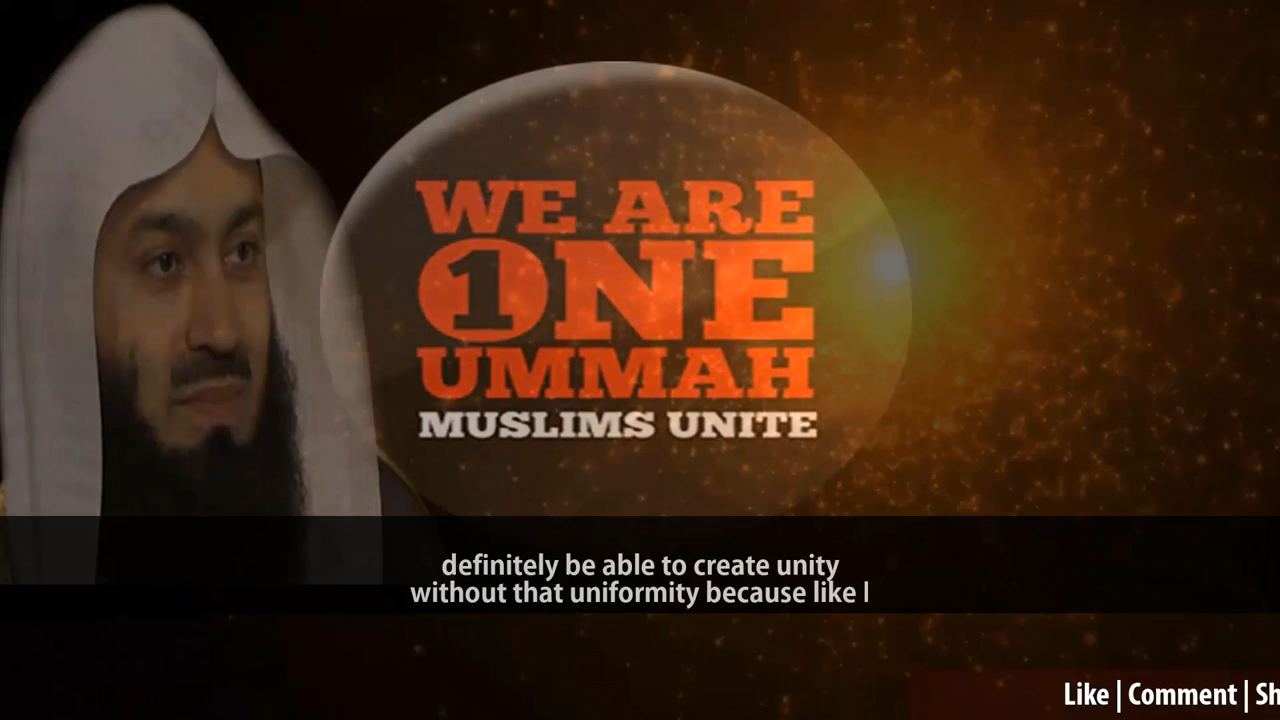 WE ARE
1NE
UMMAH
MUSLIMS UNITE
definitely be able to create unity
without that uniformity because like I
Like | Comment | Sh